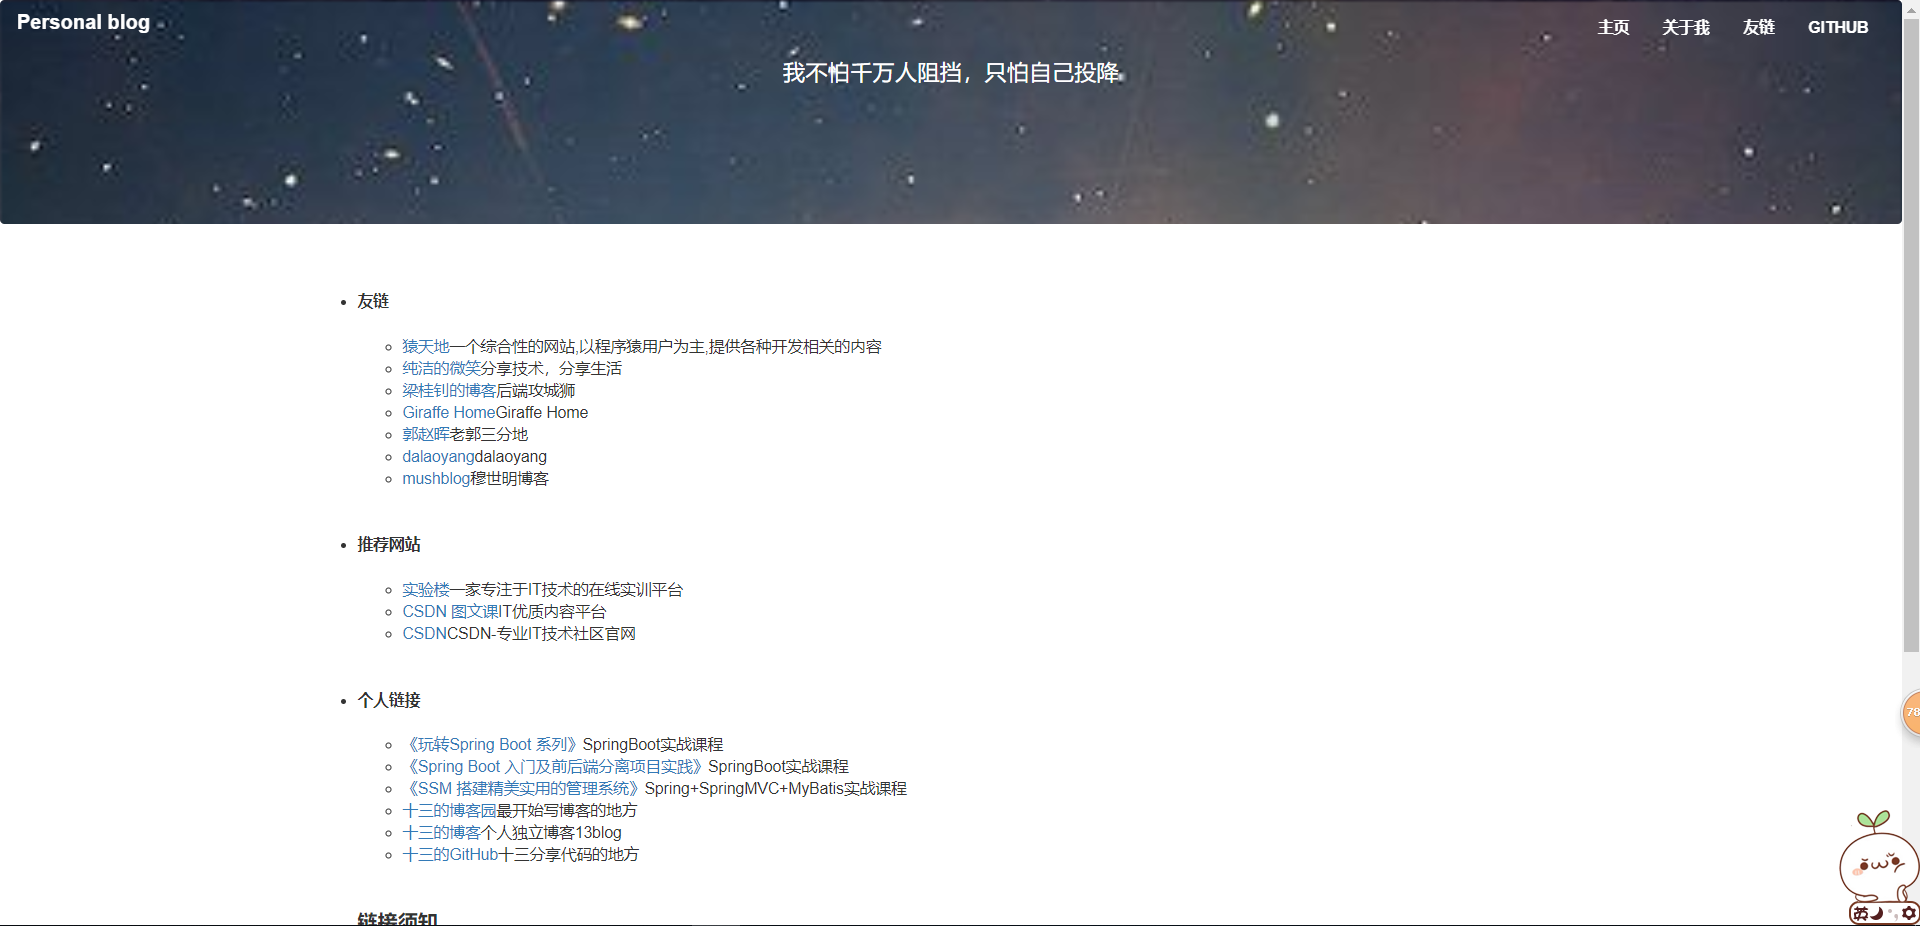 Personal blog
主页 关于我 友链 GITHUB
我不怕千万人阻挡，只怕自己投降。
友链
猿天地一个综合性的网站,以程序猿用户为主,提供各种开发相关的内容
纯洁的微笑分享技术，分享生活
梁桂钊的博客后端攻城狮
Giraffe HomeGiraffe Home
郭赵晖老郭三分地
dalaoyangdalaoyang
mushblog穆世明博客
推荐网站
实验楼一家专注于IT技术的在线实训平台
CSDN 图文课IT优质内容平台
CSDNCSDN-专业IT技术社区官网
个人链接
《玩转Spring Boot 系列》SpringBoot实战课程
《Spring Boot 入门及前后端分离项目实践》SpringBoot实战课程
《SSM 搭建精美实用的管理系统》Spring+SpringMVC+MyBatis实战课程
十三的博客园最开始写博客的地方
十三的博客个人独立博客13blog
十三的GitHub十三分享代码的地方
链接须知
78
英